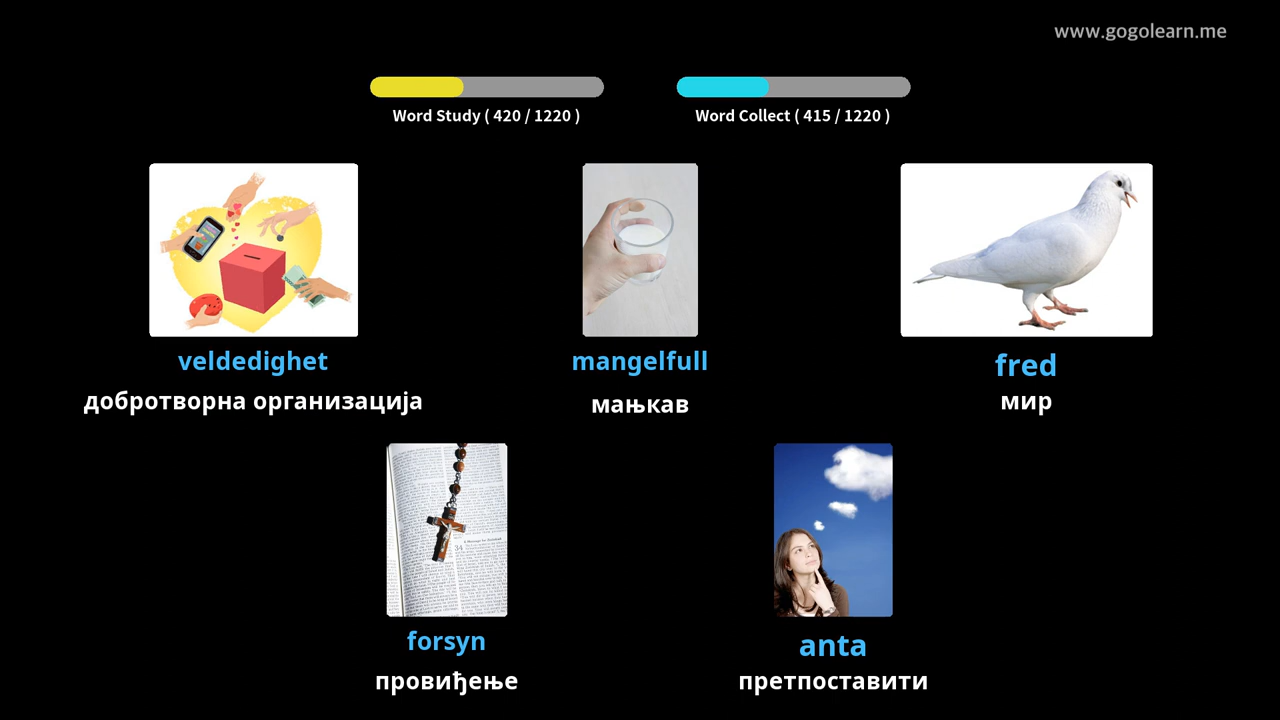 www.gogolearn.me
Word Study ( 420 / 1220 )
Word Collect ( 415 / 1220 )
veldedighet
mangelfull
fred
добротворна организација
мањкав
мир
forsyn
anta
провиђење
претпоставити